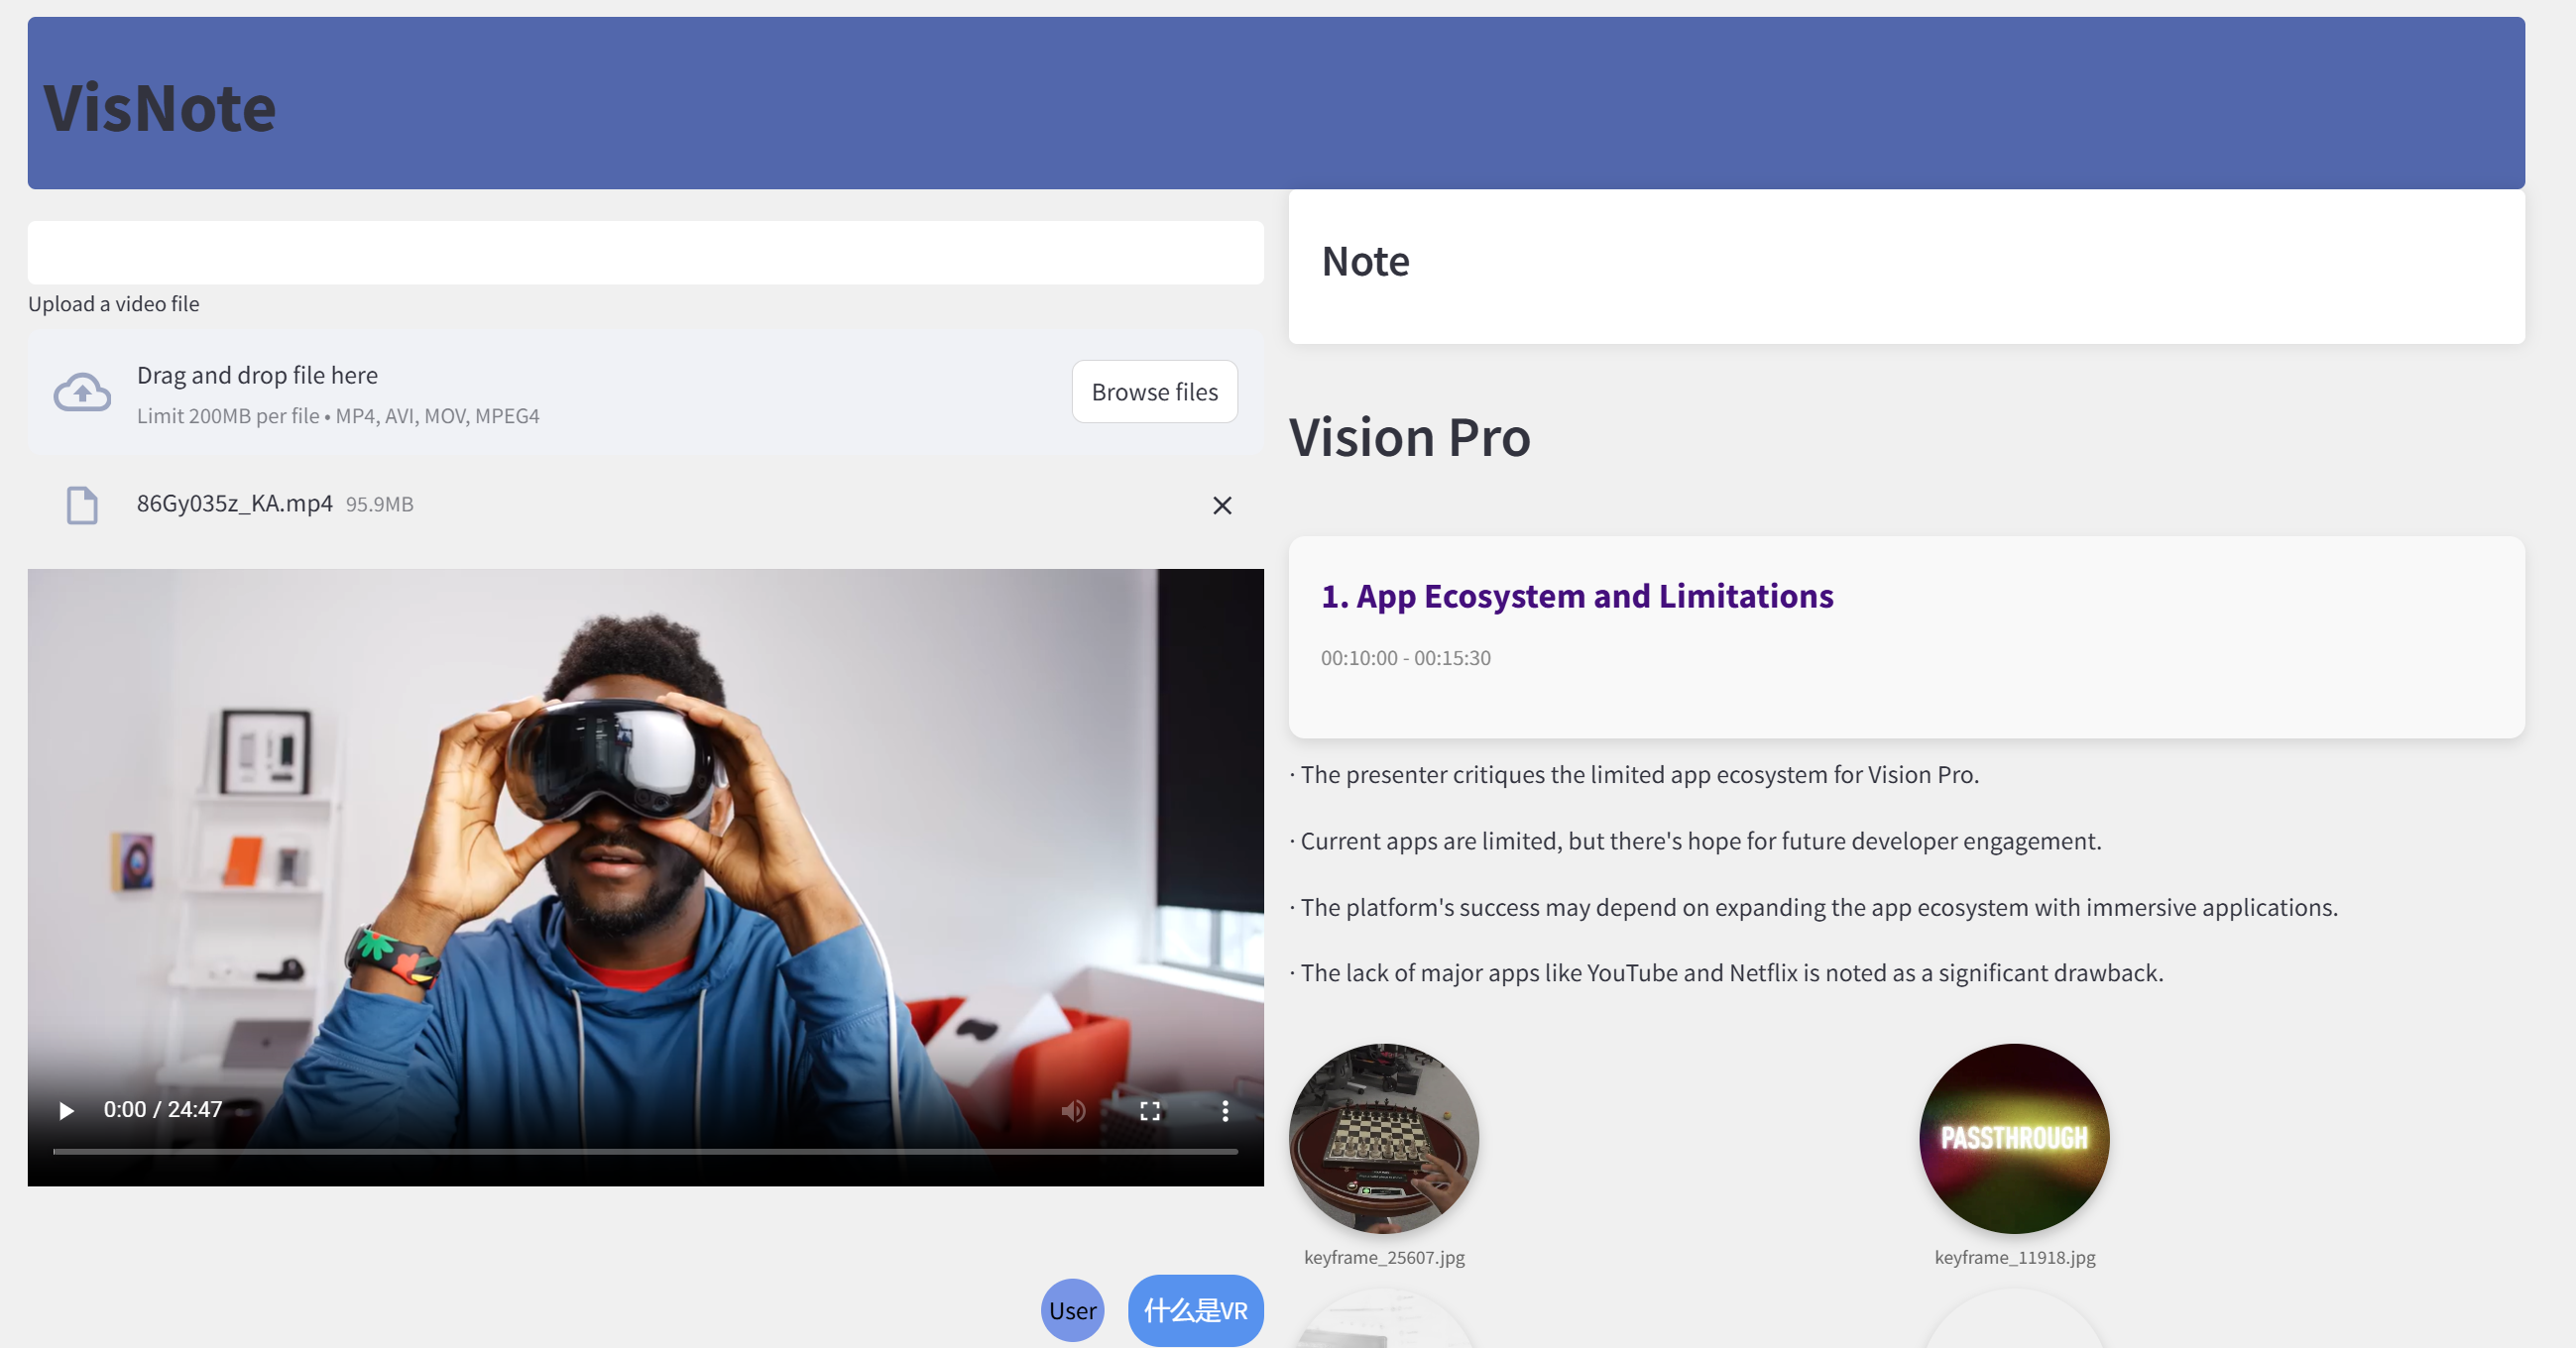 VisNote
Upload a video file
Drag and drop file here
Limit 200MB per file • MP4, AVI, MOV, MPEG4
Browse files
86Gy035z_KA.mp4 95.9MB
0:00 / 24:47
User
什么是VR
Note
Vision Pro
1. App Ecosystem and Limitations
00:10:00 - 00:15:30
· The presenter critiques the limited app ecosystem for Vision Pro.
· Current apps are limited, but there's hope for future developer engagement.
· The platform's success may depend on expanding the app ecosystem with immersive applications.
· The lack of major apps like YouTube and Netflix is noted as a significant drawback.
PASSTHROUGH
keyframe_25607.jpg
keyframe_11918.jpg